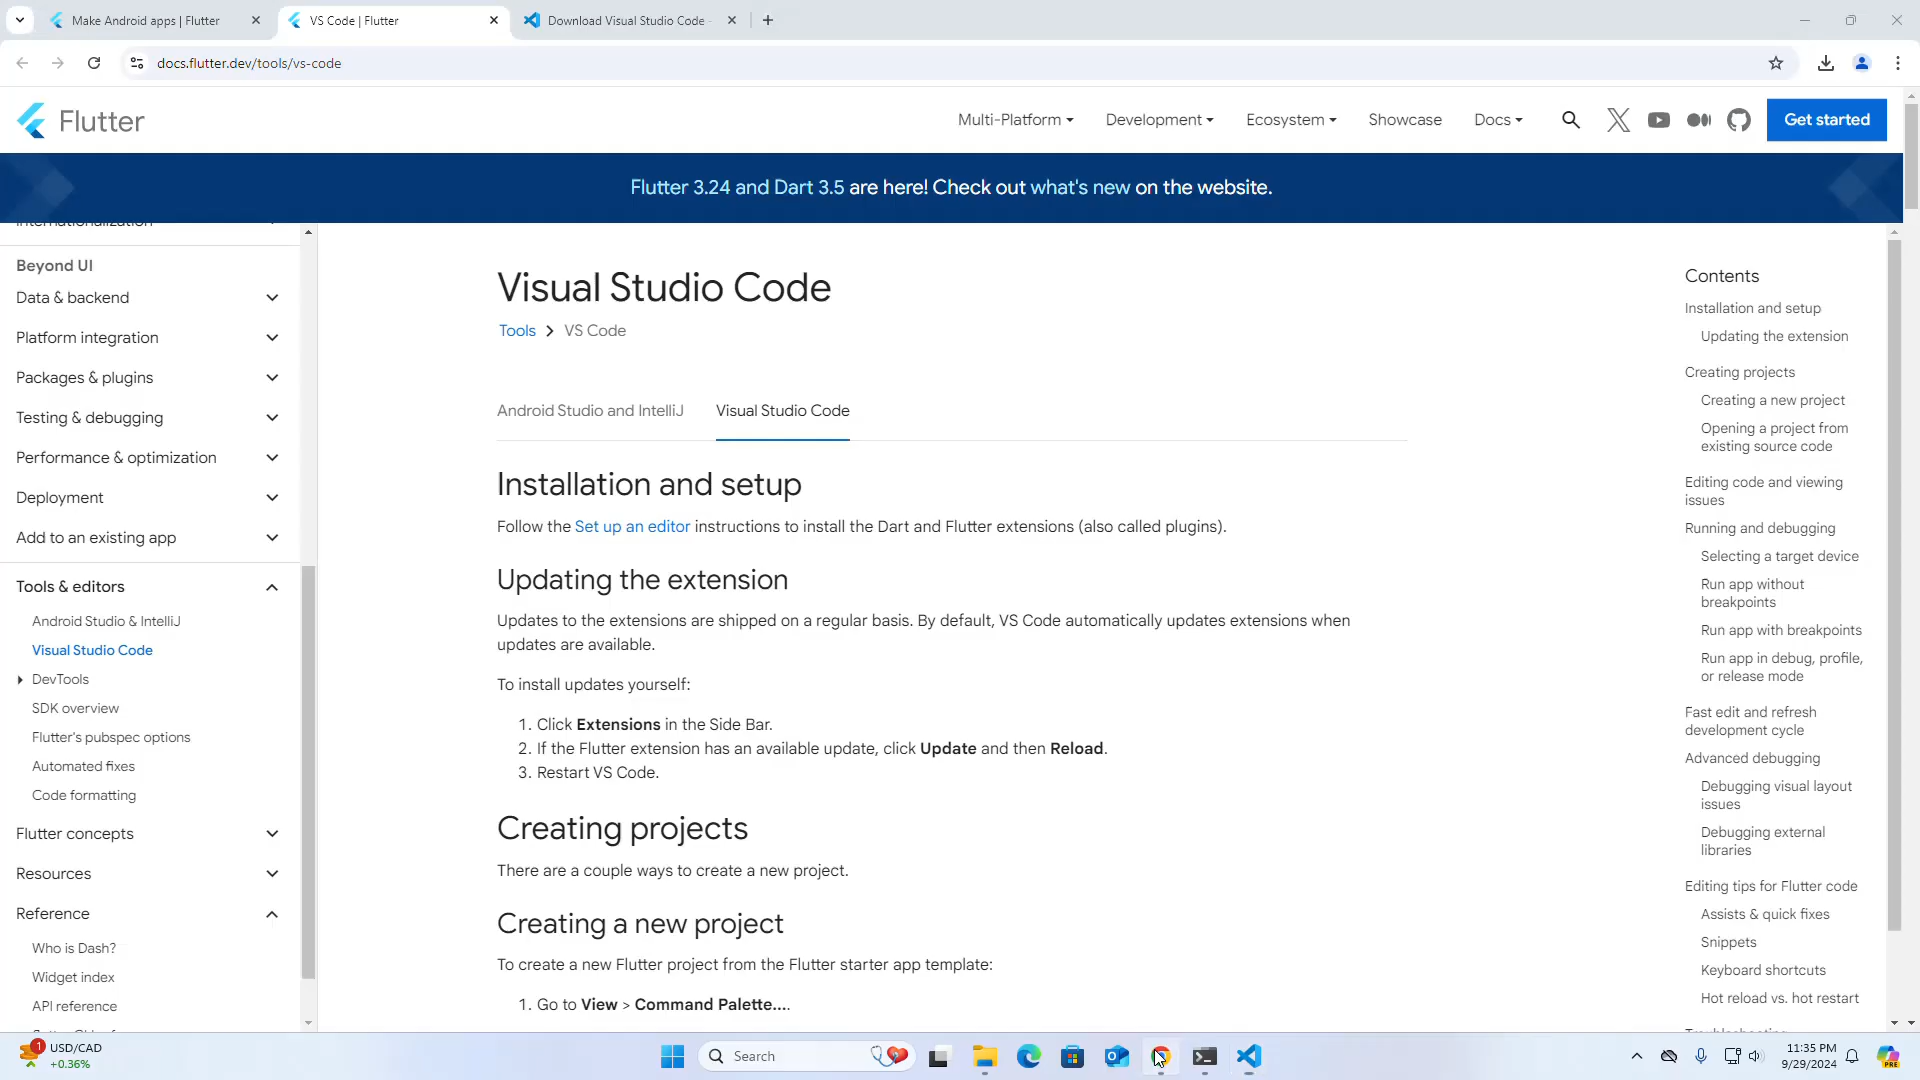 Make Android apps | Flutter
VS Code | Flutter
Download Visual Studio Code -
docs.flutter.dev/tools/vs-code
Flutter
Multi-Platform
Development
Ecosystem
Showcase
Docs
Get started
Flutter 3.24 and Dart 3.5 are here! Check out what's new on the website.
Internationalization
Beyond UI
Data & backend
Platform integration
Packages & plugins
Testing & debugging
Performance & optimization
Deployment
Add to an existing app
Tools & editors
Android Studio & IntelliJ
Visual Studio Code
DevTools
SDK overview
Flutter's pubspec options
Automated fixes
Code formatting
Flutter concepts
Resources
Reference
Who is Dash?
Widget index
API reference
Visual Studio Code
Tools > VS Code
Android Studio and IntelliJ
Visual Studio Code
Installation and setup
Follow the Set up an editor instructions to install the Dart and Flutter extensions (also called plugins).
Updating the extension
Updates to the extensions are shipped on a regular basis. By default, VS Code automatically updates extensions when
updates are available.
To install updates yourself:
1. Click Extensions in the Side Bar.
2. If the Flutter extension has an available update, click Update and then Reload.
3. Restart VS Code.
Creating projects
There are a couple ways to create a new project.
Creating a new project
To create a new Flutter project from the Flutter starter app template:
1. Go to View > Command Palette....
Contents
Installation and setup
Updating the extension
Creating projects
Creating a new project
Opening a project from
existing source code
Editing code and viewing
issues
Running and debugging
Selecting a target device
Run app without
breakpoints
Run app with breakpoints
Run app in debug, profile,
or release mode
Fast edit and refresh
development cycle
Advanced debugging
Debugging visual layout
issues
Debugging external
libraries
Editing tips for Flutter code
Assists & quick fixes
Snippets
Keyboard shortcuts
Hot reload vs. hot restart
1
USD/CAD
+0.36%
Search
PRE
11:35 PM
9/29/2024